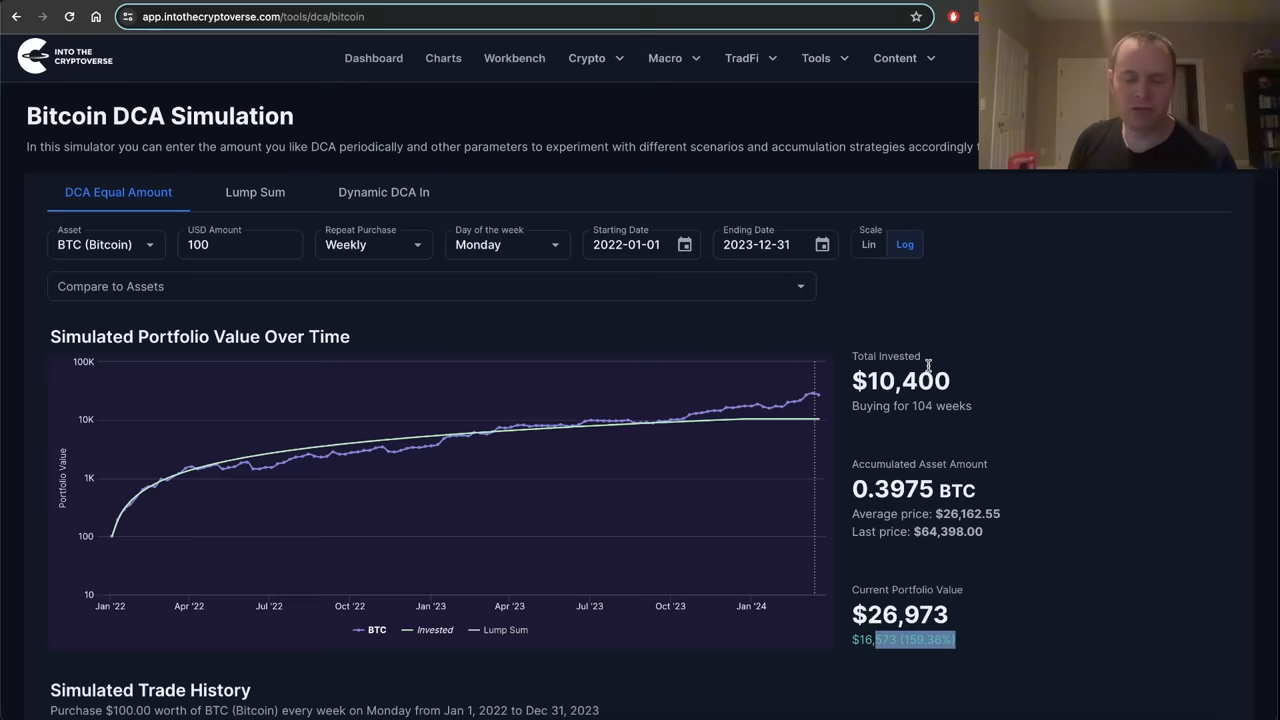 app.intothecryptoverse.com/tools/dca/bitcoin
INTO THE
CRYPTOVERSE
Dashboard Charts Workbench Crypto Macro TradFi Tools Content
Bitcoin DCA Simulation
In this simulator you can enter the amount you like DCA periodically and other parameters to experiment with different scenarios and accumulation strategies accordingly
DCA Equal Amount Lump Sum Dynamic DCA In
Asset USD Amount Repeat Purchase Day of the week Starting Date Ending Date Scale
BTC (Bitcoin) 100 Weekly Monday 2022-01-01 2023-12-31 Lin Log
Compare to Assets
Simulated Portfolio Value Over Time
Portfolio Value
100K
10K
1K
100
10
Jan '22 Apr '22 Jul '22 Oct '22 Jan '23 Apr '23 Jul '23 Oct '23 Jan '24
BTC Invested Lump Sum
Total Invested
$10,400
Buying for 104 weeks
Accumulated Asset Amount
0.3975 BTC
Average price: $26,162.55
Last price: $64,398.00
Current Portfolio Value
$26,973
$16,573 (159.36%)
Simulated Trade History
Purchase $100.00 worth of BTC (Bitcoin) every week on Monday from Jan 1, 2022 to Dec 31, 2023